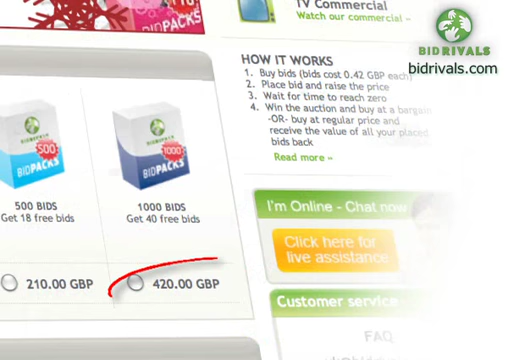 BIDPACKS
TV Commercial
Watch our commercial »
BIDRIVALS
bidrivals.com
HOW IT WORKS
1. Buy bids (bids cost 0.42 GBP each)
2. Place bid and raise the price
3. Wait for time to reach zero
4. Win the auction and buy at a bargain
-OR- buy at regular price and
receive the value of all your placed
bids back
Read more »
500
BIDPACKS
1000
BIDPACKS
500 BIDS
Get 18 free bids
1000 BIDS
Get 40 free bids
210.00 GBP
420.00 GBP
I'm Online - Chat now
Click here for
live assistance
Customer service
FAQ